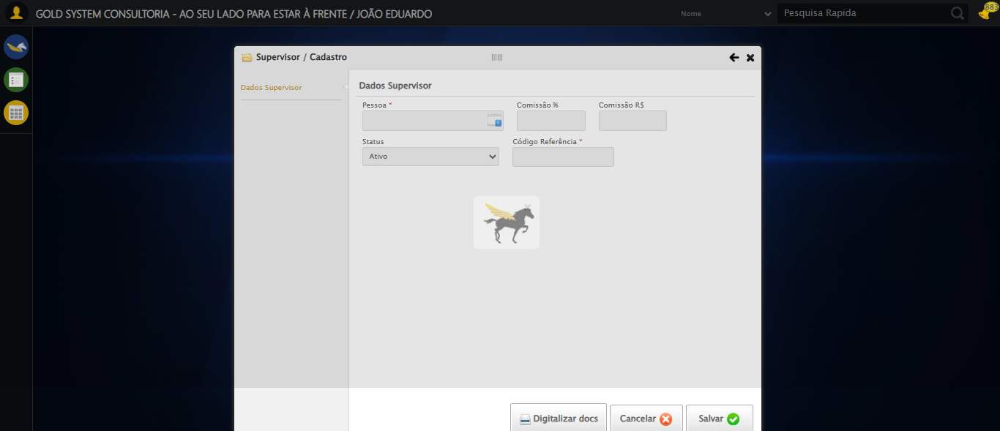 GOLD SYSTEM CONSULTORIA - AO SEU LADO PARA ESTAR À FRENTE / JOÃO EDUARDO
Nome
Pesquisa Rapida
883
Supervisor / Cadastro
Dados Supervisor
Dados Supervisor
Pessoa *
Comissão %
Comissão R$
Status
Código Referência *
Ativo
Digitalizar docs
Cancelar
Salvar